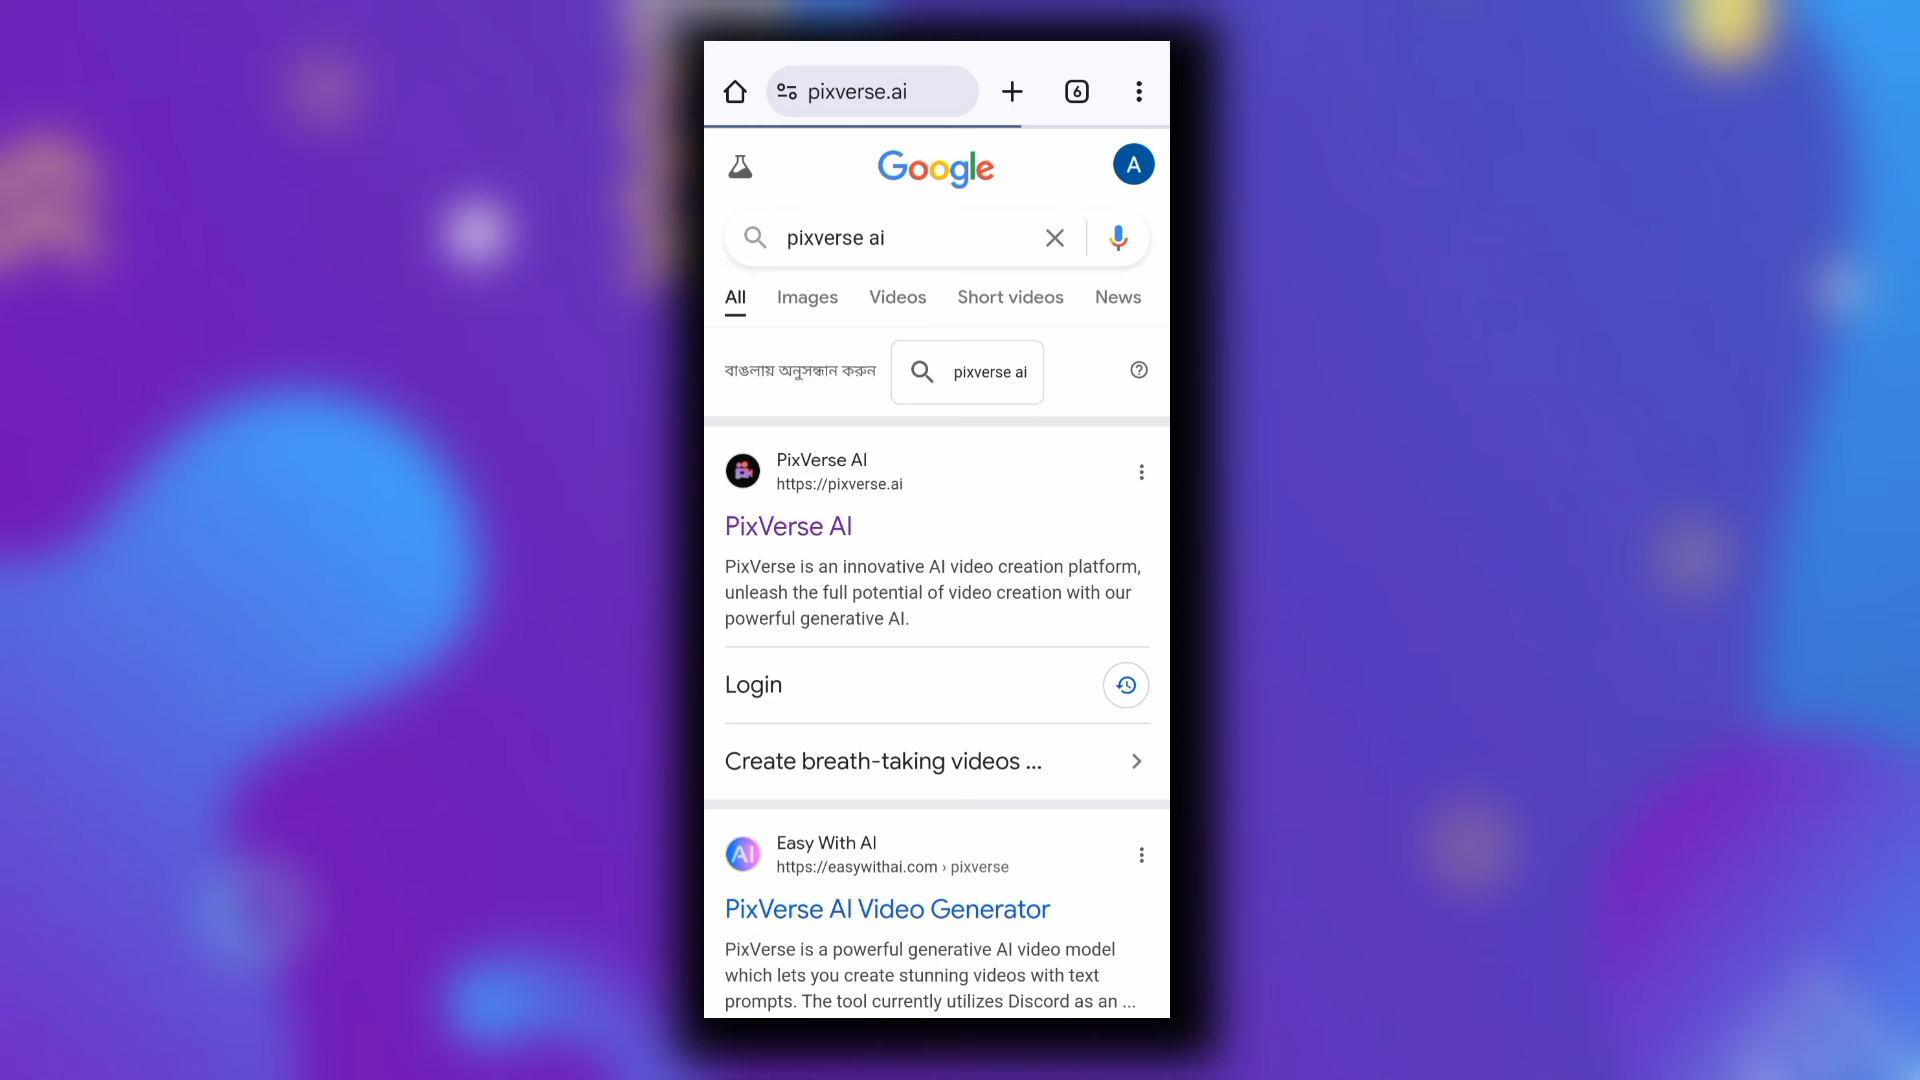 pixverse.ai
6
Google
A
pixverse ai
All Images Videos Short videos News
বাঙলায় অনুসন্ধান করুন pixverse ai
PixVerse AI
https://pixverse.ai
PixVerse AI
PixVerse is an innovative AI video creation platform,
unleash the full potential of video creation with our
powerful generative AI.
Login
Create breath-taking videos ...
AI
Easy With AI
https://easywithai.com › pixverse
PixVerse AI Video Generator
PixVerse is a powerful generative AI video model
which lets you create stunning videos with text
prompts. The tool currently utilizes Discord as an ...